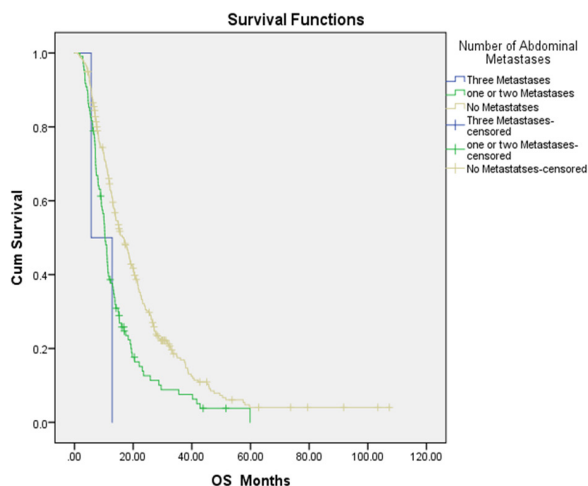 Survival Functions
Number of Abdominal
Metastases
Three Metastases
one or two Metastases
No Metastatses
Three Metastases-
censored
one or two Metastases-
censored
No Metastatses-censored
Cum Survival
1.0
0.8
0.6
0.4
0.2
0.0
.00
20.00
40.00
60.00
80.00
100.00
120.00
OS Months